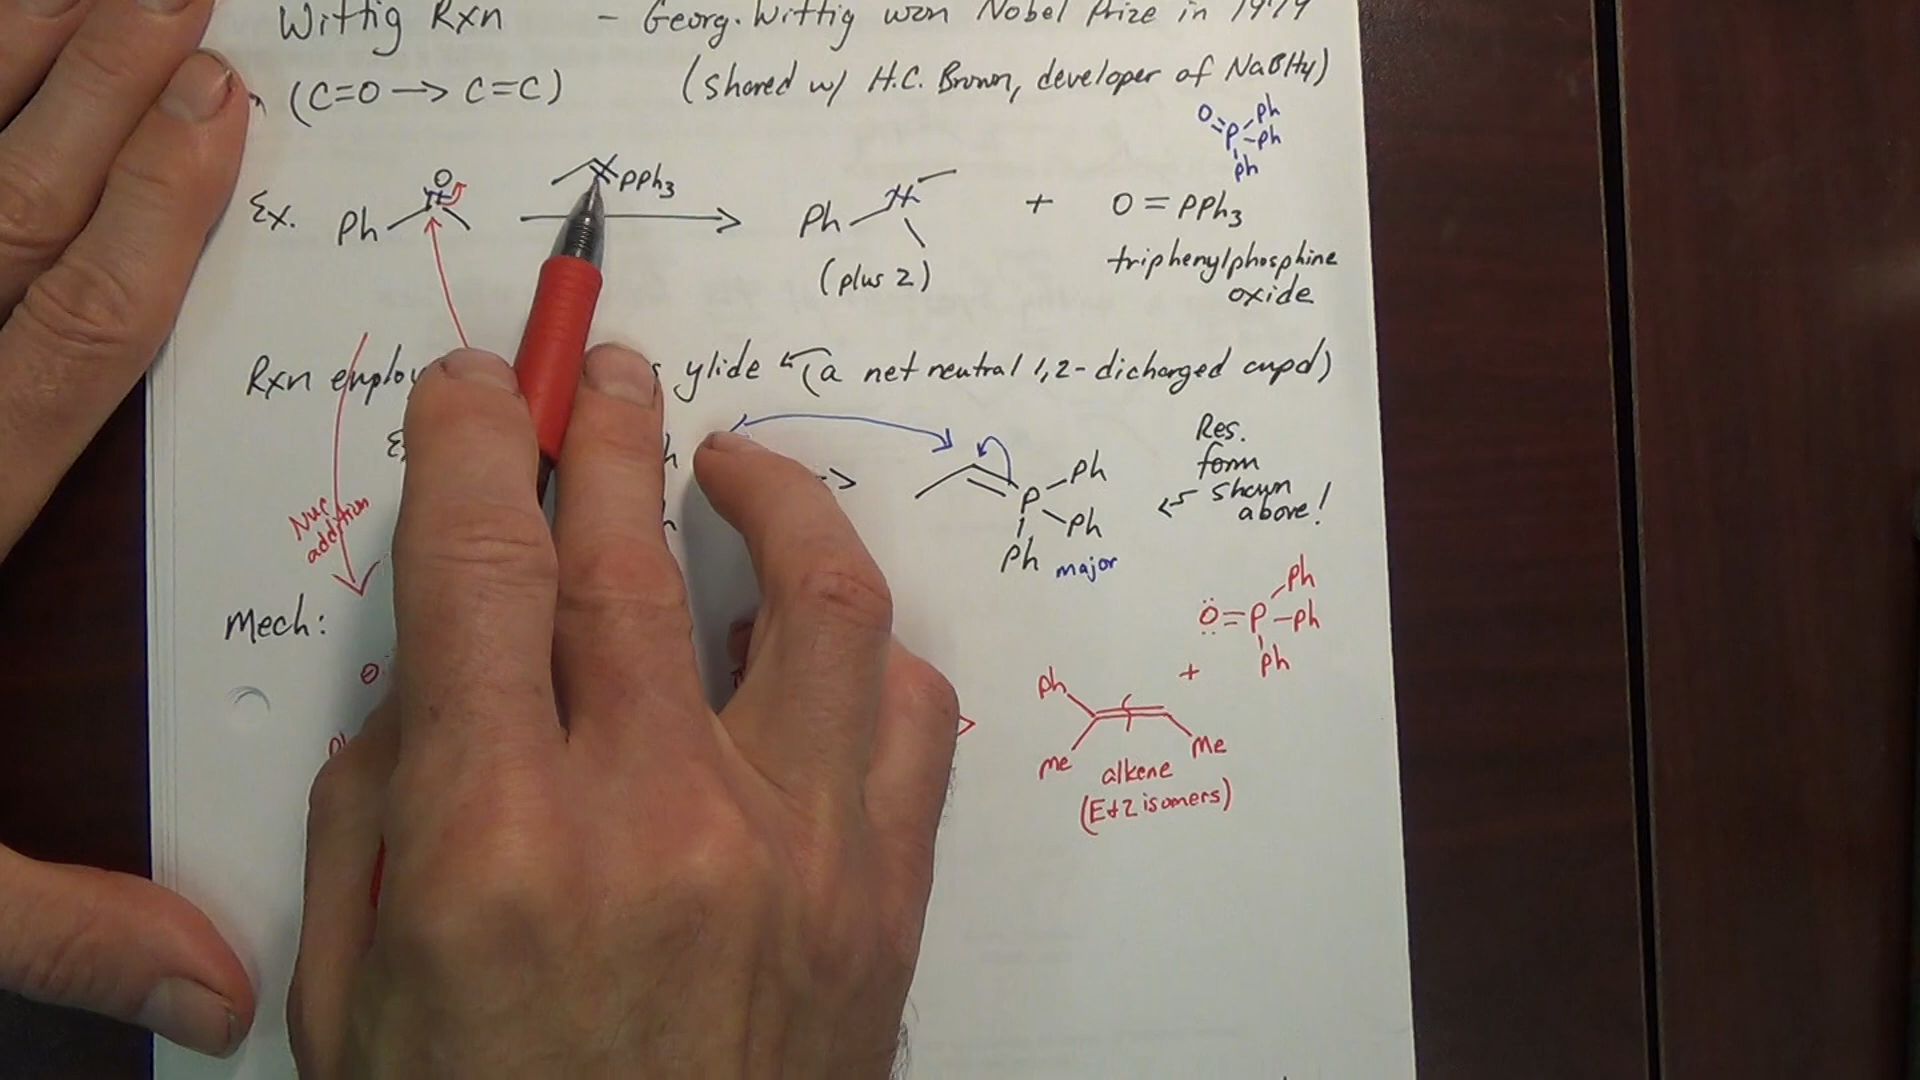 Wittig Rxn - Georg. Wittig won Nobel Prize in 1979
(C=O → C=C) (shared w/ H.C. Brown, developer of NaBH4)
O=P Ph Ph Ph
Ex. Ph O PPh3 Ph + O=PPh3
(plus 2) triphenylphosphine
oxide
Rxn ylide (a net neutral 1,2-dicharged cmpd)
P Ph Ph Ph major
Res.
form
shown
above!
Nuc
addition
Mech:
Ö=P Ph Ph Ph
+
Ph Me Me
alkene
(E+Z isomers)